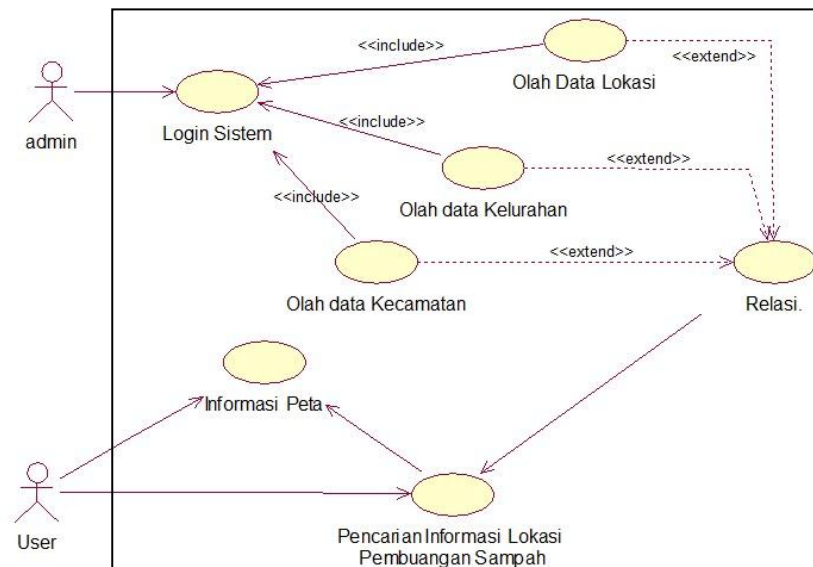 <<include>>
<<extend>>
Olah Data Lokasi
admin
Login Sistem
<<include>>
<<extend>>
Olah data Kelurahan
<<include>>
<<extend>>
Olah data Kecamatan
Relasi.
Informasi Peta
User
Pencarian Informasi Lokasi
Pembuangan Sampah